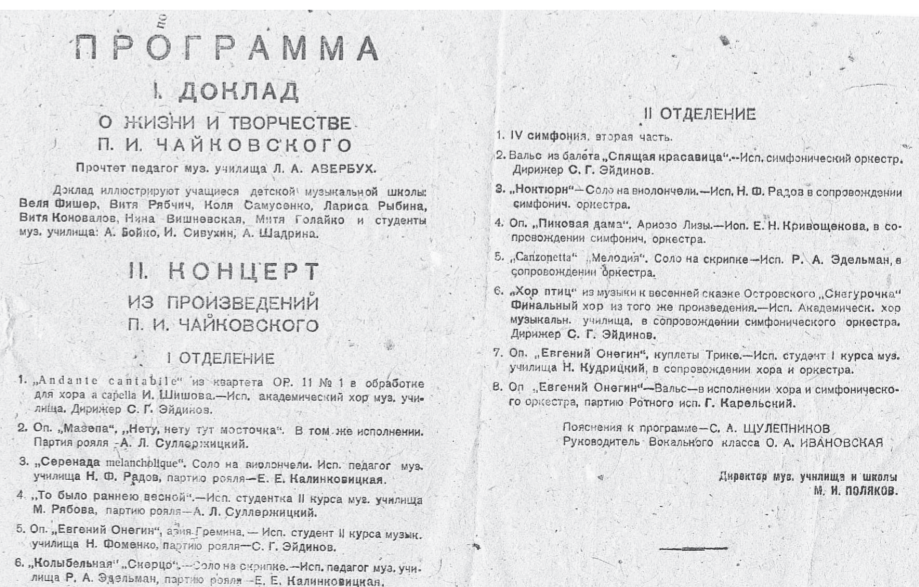 по
ПРОГРАММА
I. ДОКЛАД
О ЖИЗНИ И ТВОРЧЕСТВЕ
П. И. ЧАЙКОВСКОГО
Прочтет педагог муз. училища Л. А. АВЕРБУХ.
Доклад иллюстрируют учащиеся детской музыкальной школы:
Веля Фишер, Витя Рябчич, Коля Самусенко, Лариса Рыбина,
Витя Коновалов, Нина Вишневская, Митя Голайко и студенты
муз. училища: А. Бойко, И. Сивухин, А. Шадрина.
II. КОНЦЕРТ
ИЗ ПРОИЗВЕДЕНИЙ
П. И. ЧАЙКОВСКОГО
I ОТДЕЛЕНИЕ
1. „Andante cantabile“ из квартета OP. 11 № 1 в обработке
для хора a capella И. Шишова.—Исп. академический хор муз. учи-
лища. Дирижер С. Г. Эйдинов.
2. Оп. „Мазепа“, „Нету, нету тут мосточка“. В том же исполнении.
Партия рояля—А. Л. Суллержицкий.
3. „Серенада melancholique“. Соло на виолончели. Исп. педагог муз.
училища Н. Ф. Радов, партию рояля—Е. Е. Калинковицкая.
4. „То было раннею весной“.—Исп. студентка II курса муз. училища
М. Рябова, партию рояля—А. Л. Суллержицкий.
5. Оп. „Евгений Онегин“, ария Гремина.— Исп. студент II курса музык.
училища Н. Фоменко, партию рояля—С. Г. Эйдинов.
6. „Колыбельная“ „Скерцо“.—Соло на скрипке.—Исп. педагог муз. учи-
лища Р. А. Эдельман, партию рояля—Е. Е. Калинковицкая.
II ОТДЕЛЕНИЕ
1. IV симфония, вторая часть.
2. Вальс из балета „Спящая красавица“.—Исп. симфонический оркестр.
Дирижер С. Г. Эйдинов.
3. „Ноктюрн“—Соло на виолончели.—Исп. Н. Ф. Радов в сопровождении
симфонич. оркестра.
4. Оп. „Пиковая дама“. Ариозо Лизы.—Исп. Е. Н. Кривощекова, в со-
провождении симфонич, оркестра.
5. „Canzonetta“ „Мелодия“. Соло на скрипке—Исп. Р. А. Эдельман, в
сопровождении оркестра.
6. „Хор птиц“ из музыки к весенней сказке Островского „Снегурочка“
Финальный хор из того же произведения.—Исп. Академическ. хор
музыкальн. училища, в сопровождении симфонического оркестра.
Дирижер С. Г. Эйдинов.
7. Оп. „Евгений Онегин“, куплеты Трике.—Исп. студент I курса муз.
училища Н. Кудрицкий, в сопровождении хора и оркестра.
8. Оп „Евгений Онегин“—Вальс—в исполнении хора и симфоническо-
го оркестра, партию Ротного исп. Г. Карельский.
Пояснения к программе—С. А. ЩУЛЕПНИКОВ
Руководитель Вокального класса О. А. ИВАНОВСКАЯ
Директор муз. училища и школы
М. И. ПОЛЯКОВ.